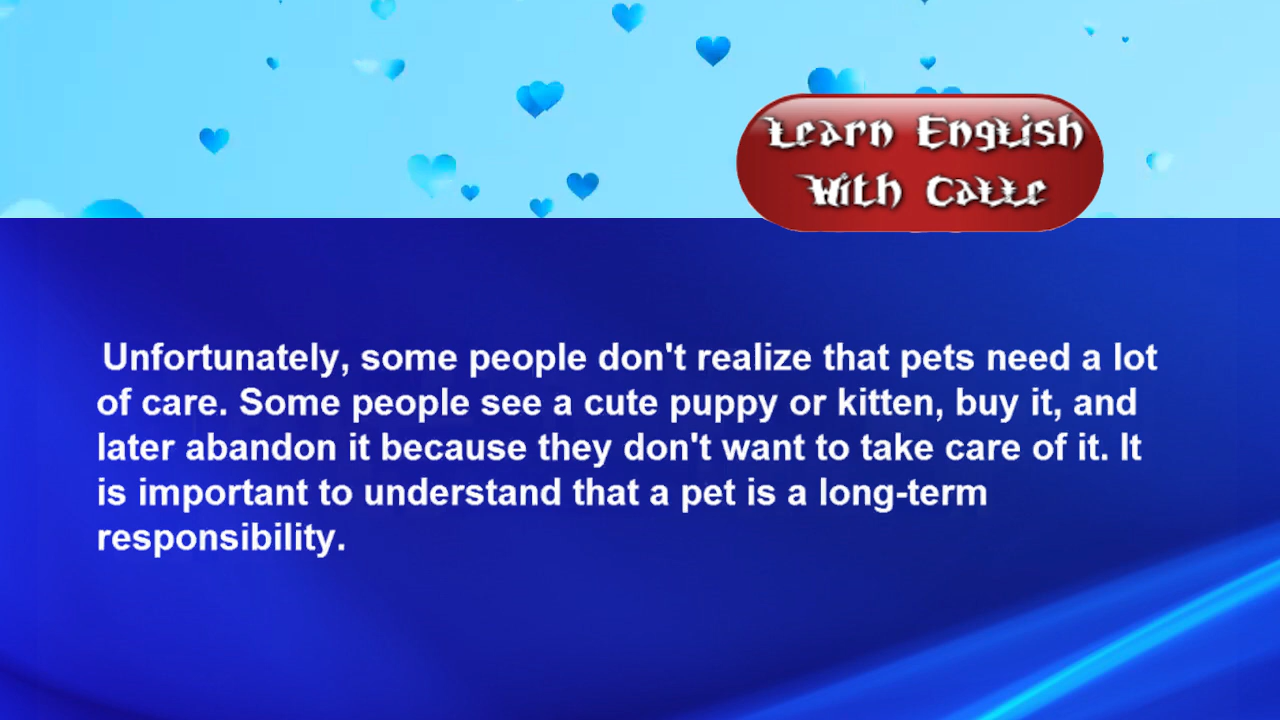 Learn English
With Calle
Unfortunately, some people don't realize that pets need a lot
of care. Some people see a cute puppy or kitten, buy it, and
later abandon it because they don't want to take care of it. It
is important to understand that a pet is a long-term
responsibility.